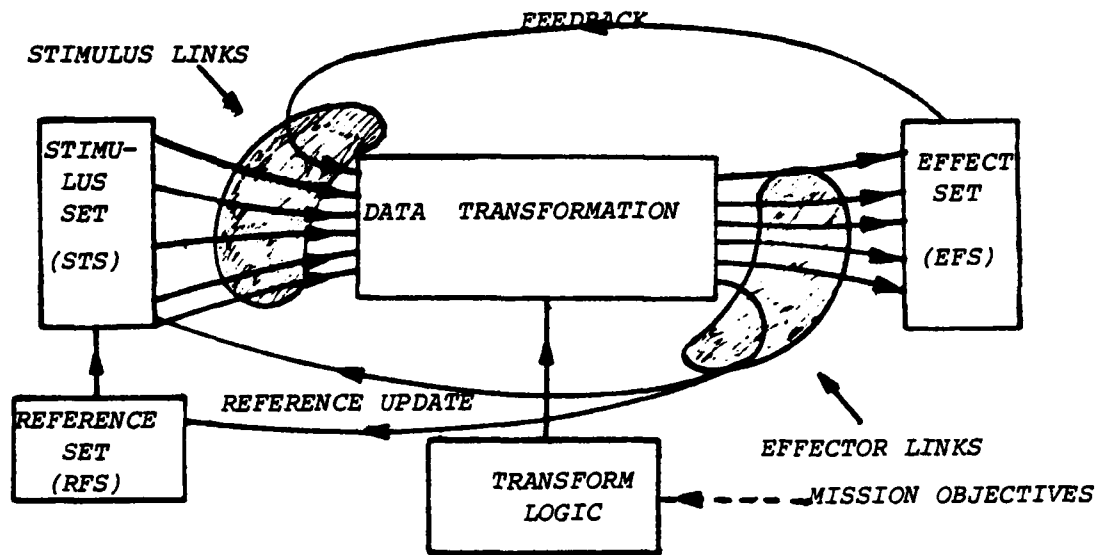 FEEDBACK
STIMULUS LINKS
STIMU-
LUS
SET
(STS)
DATA TRANSFORMATION
EFFECT
SET
(EFS)
REFERENCE UPDATE
REFERENCE
SET
(RFS)
EFFECTOR LINKS
TRANSFORM
LOGIC
MISSION OBJECTIVES